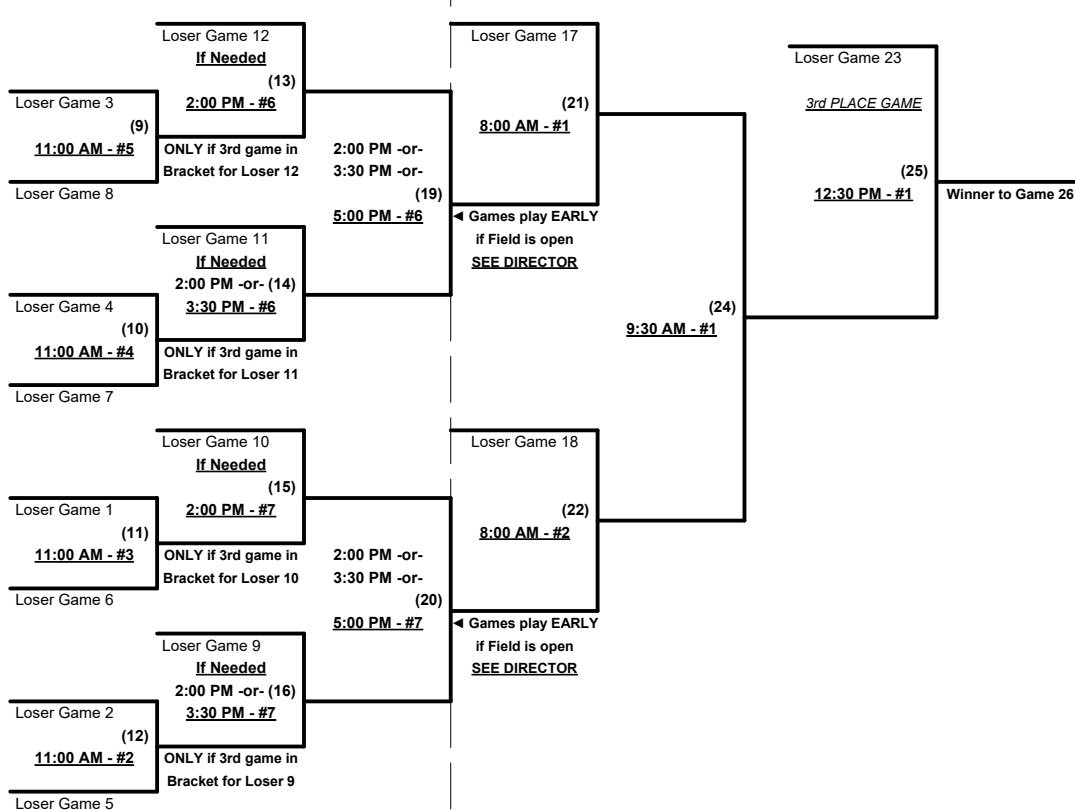 Loser Game 12
If Needed
(13)
2:00 PM - #6
Loser Game 3
(9)
11:00 AM - #5
ONLY if 3rd game in
Bracket for Loser 12
Loser Game 8
2:00 PM -or-
3:30 PM -or-
(19)
5:00 PM - #6
Loser Game 11
If Needed
2:00 PM -or- (14)
3:30 PM - #6
Loser Game 4
(10)
11:00 AM - #4
ONLY if 3rd game in
Bracket for Loser 11
Loser Game 7
Loser Game 17
(21)
8:00 AM - #1
◄ Games play EARLY
if Field is open
SEE DIRECTOR
Loser Game 10
If Needed
(15)
2:00 PM - #7
Loser Game 1
(11)
11:00 AM - #3
ONLY if 3rd game in
Bracket for Loser 10
Loser Game 6
2:00 PM -or-
3:30 PM -or-
(20)
5:00 PM - #7
Loser Game 9
If Needed
2:00 PM -or- (16)
3:30 PM - #7
Loser Game 2
(12)
11:00 AM - #2
ONLY if 3rd game in
Bracket for Loser 9
Loser Game 5
Loser Game 18
(22)
8:00 AM - #2
◄ Games play EARLY
if Field is open
SEE DIRECTOR
(24)
9:30 AM - #1
Loser Game 23
3rd PLACE GAME
(25)
12:30 PM - #1
Winner to Game 26